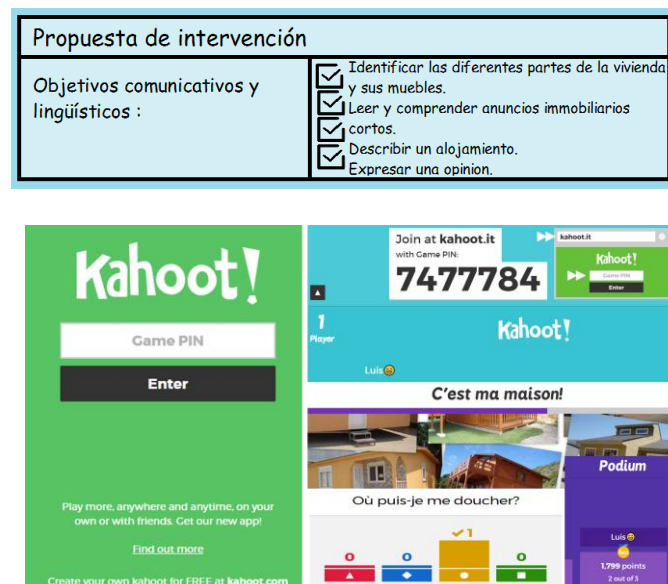 Propuesta de intervención
Objetivos comunicativos y
lingüísticos :
Identificar las diferentes partes de la vivienda
y sus muebles.
Leer y comprender anuncios immobiliarios
cortos.
Describir un alojamiento.
Expresar una opinion.
Kahoot!
Game PIN
Enter
Play more, anywhere and anytime, on your
own or with friends. Get our new app!
Find out more
Create your own kahoot for FREE at kahoot.com
Join at kahoot.it
with Game PIN:
7477784
kahoot.it
Kahoot!
Game PIN
Enter
1
Player
Kahoot!
Luis
C'est ma maison!
Où puis-je me doucher?
0
0
1
0
Podium
Luis
1,799 points
2 out of 3